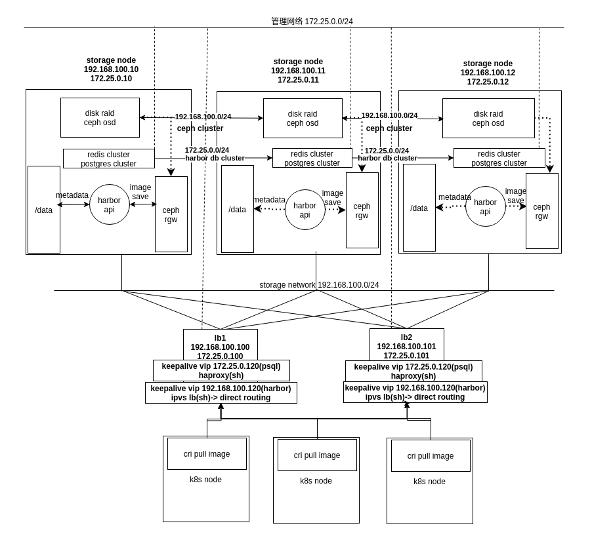 管理网络 172.25.0.0/24
storage node
192.168.100.10
172.25.0.10
storage node
192.168.100.11
172.25.0.11
storage node
192.168.100.12
172.25.0.12
disk raid
ceph osd
192.168.100.0/24
ceph cluster
disk raid
ceph osd
192.168.100.0/24
ceph cluster
disk raid
ceph osd
redis cluster
postgres cluster
172.25.0.0/24
harbor db cluster
redis cluster
postgres cluster
172.25.0.0/24
harbor db cluster
redis cluster
postgres cluster
/data
metadata
harbor
api
image
save
ceph
rgw
/data
metadata
harbor
api
image
save
ceph
rgw
/data
metadata
harbor
api
image
save
ceph
rgw
storage network 192.168.100.0/24
lb1
192.168.100.100
172.25.0.100
keepalive vip 172.25.0.120(psql)
haproxy(sh)
keepalive vip 192.168.100.120(harbor)
ipvs lb(sh)-> direct routing
lb2
192.168.100.101
172.25.0.101
keepalive vip 172.25.0.120(psql)
haproxy(sh)
keepalive vip 192.168.100.120(harbor)
ipvs lb(sh)-> direct routing
cri pull image
k8s node
cri pull image
k8s node
cri pull image
k8s node